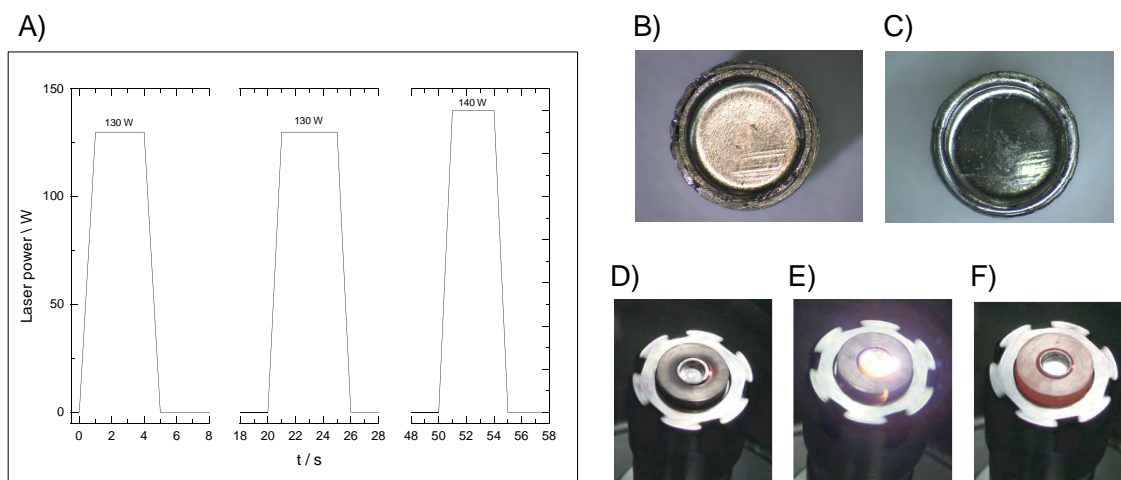 A)
B)
C)
150
130 W
130 W
140 W
100
Laser power \ W
50
0
0 2 4 6 8 18 20 22 24 26 28 48 50 52 54 56 58
t / s
D)
E)
F)